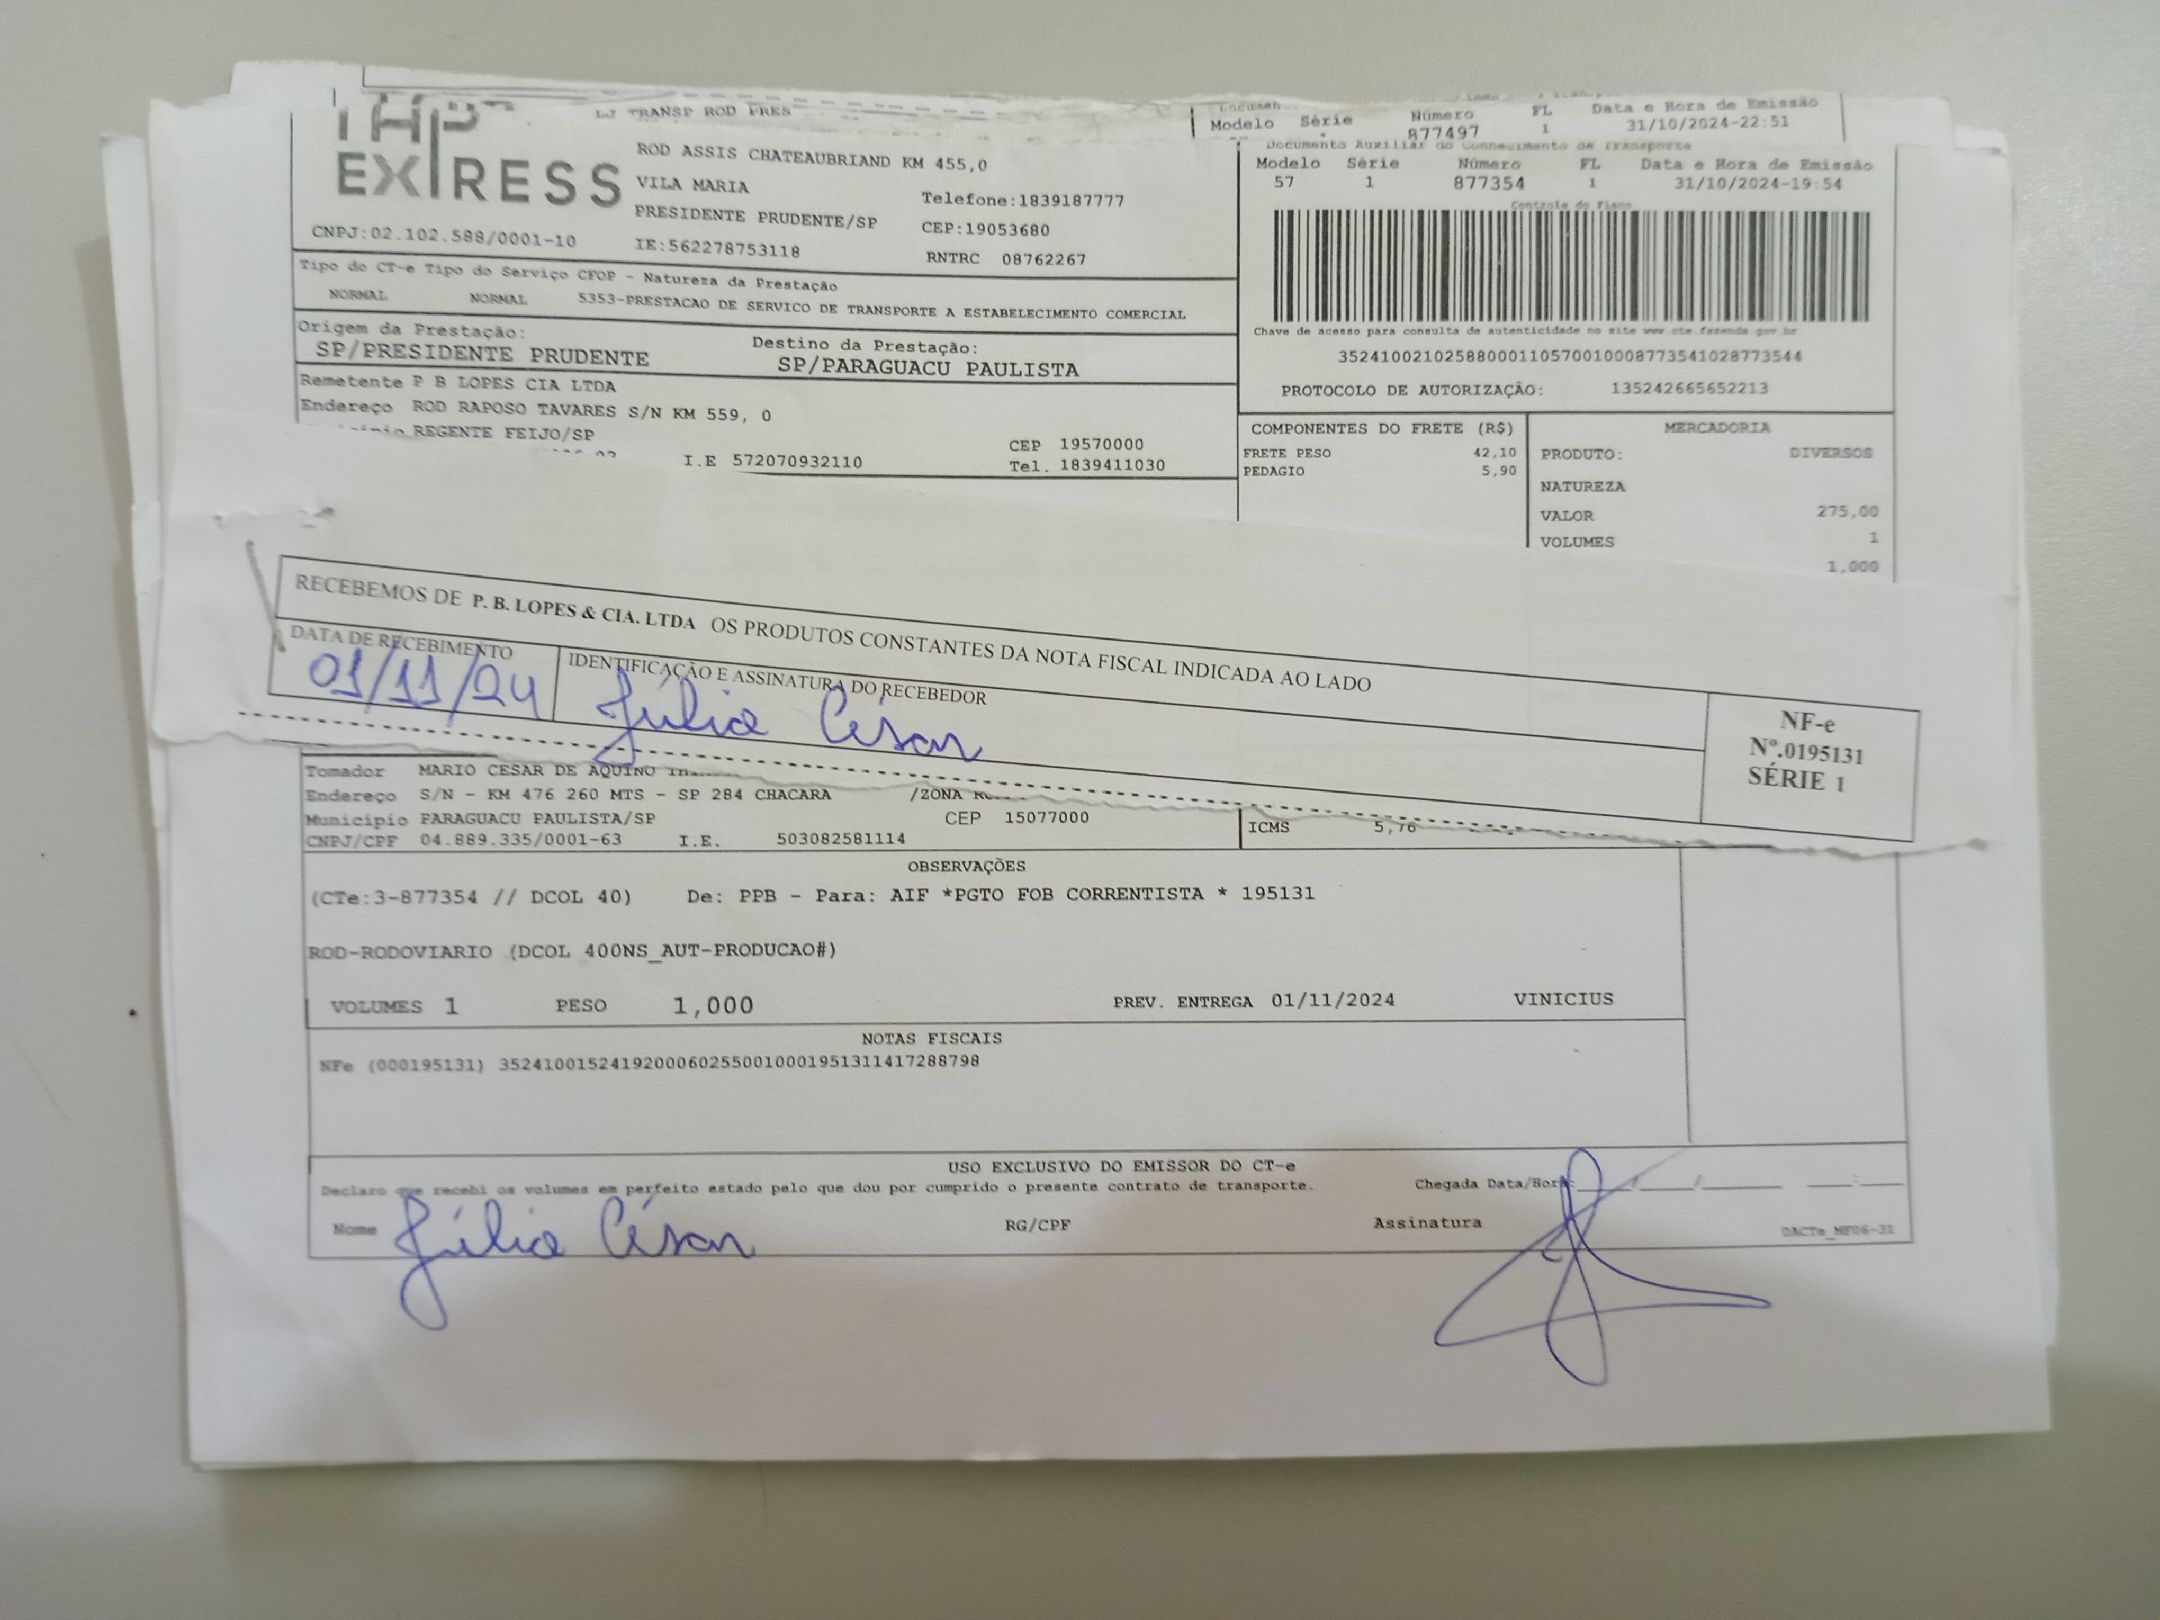 TRANSP ROD PRES
Modelo Série Número FL Data e Hora de Emissão
877497 1 31/10/2024-22:51
EXPRESS
ROD ASSIS CHATEAUBRIAND KM 455,0
VILA MARIA
Telefone:1839187777
PRESIDENTE PRUDENTE/SP
CEP:19053680
CNPJ:02.102.588/0001-10
IE:562278753118
RNTRC 08762267
Documento Auxiliar do Conhecimento de Transporte
Modelo Série Número FL Data e Hora de Emissão
57 1 877354 1 31/10/2024-19:54
Controle do Fisco
Chave de acesso para consulta de autenticidade no site www.cte.fazenda.gov.br
35241002102588000110570010008773541028773544
PROTOCOLO DE AUTORIZAÇÃO: 135242665652213
Tipo do CT-e Tipo do Serviço CFOP - Natureza da Prestação
NORMAL NORMAL 5353-PRESTACAO DE SERVICO DE TRANSPORTE A ESTABELECIMENTO COMERCIAL
Origem da Prestação:
SP/PRESIDENTE PRUDENTE
Destino da Prestação:
SP/PARAGUACU PAULISTA
Remetente P B LOPES CIA LTDA
Endereço ROD RAPOSO TAVARES S/N KM 559, 0
REGENTE FEIJO/SP
CEP 19570000
I.E 572070932110
Tel. 1839411030
COMPONENTES DO FRETE (R$)
FRETE PESO 42,10
PEDAGIO 5,90
MERCADORIA
PRODUTO: DIVERSOS
NATUREZA
VALOR 275,00
VOLUMES 1
1,000
RECEBEMOS DE P. B. LOPES & CIA. LTDA OS PRODUTOS CONSTANTES DA NOTA FISCAL INDICADA AO LADO
DATA DE RECEBIMENTO
01/11/24
IDENTIFICAÇÃO E ASSINATURA DO RECEBEDOR
Júlio César
NF-e
Nº.0195131
SÉRIE 1
Tomador MARIO CESAR DE AQUINO
Endereço S/N - KM 476 260 MTS - SP 284 CHACARA /ZONA
Município PARAGUACU PAULISTA/SP CEP 15077000
CNPJ/CPF 04.889.335/0001-63 I.E. 503082581114
ICMS 5,76
OBSERVAÇÕES
(CTe:3-877354 // DCOL 40) De: PPB - Para: AIF *PGTO FOB CORRENTISTA * 195131
ROD-RODOVIARIO (DCOL 400NS_AUT-PRODUCAO#)
VOLUMES 1 PESO 1,000 PREV. ENTREGA 01/11/2024 VINICIUS
NOTAS FISCAIS
NFe (000195131) 35241001524192000602550010001951311417288798
USO EXCLUSIVO DO EMISSOR DO CT-e
Declaro que recebi os volumes em perfeito estado pelo que dou por cumprido o presente contrato de transporte. Chegada Data/Hora:
Nome Júlio César RG/CPF Assinatura
DACTe_MF06-31